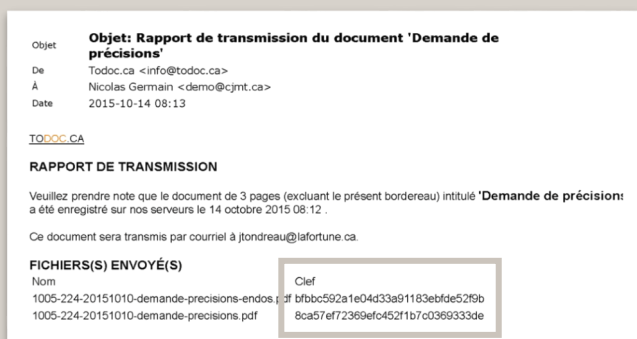 Objet Objet: Rapport de transmission du document 'Demande de
précisions'
De Todoc.ca <info@todoc.ca>
À Nicolas Germain <demo@cjmt.ca>
Date 2015-10-14 08:13
TODOC.CA
RAPPORT DE TRANSMISSION
Veuillez prendre note que le document de 3 pages (excluant le présent bordereau) intitulé 'Demande de précisions
a été enregistré sur nos serveurs le 14 octobre 2015 08:12 .
Ce document sera transmis par courriel à jtondreau@lafortune.ca.
FICHIERS(S) ENVOYÉ(S)
Nom Clef
1005-224-20151010-demande-precisions-endos.pdf bfbbc592a1e04d33a91183ebfde52f9b
1005-224-20151010-demande-precisions.pdf 8ca57ef72369efc452f1b7c0369333de